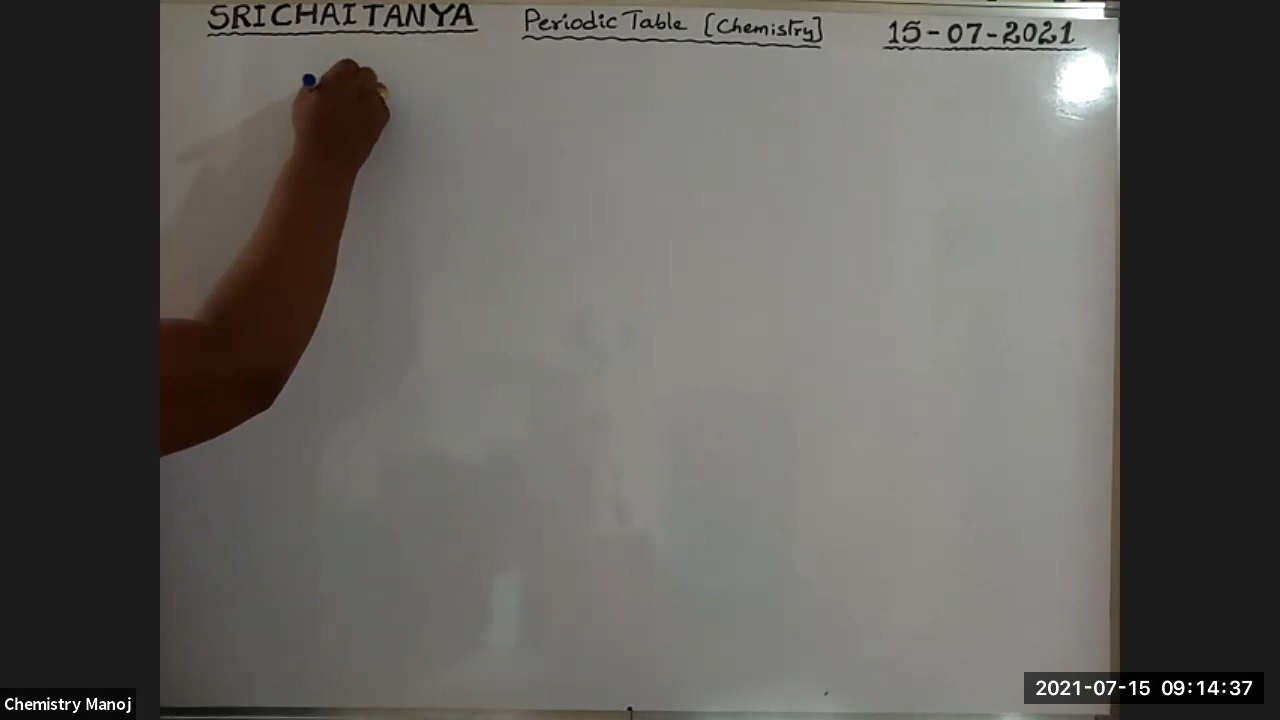 SRICHAITANYA Periodic Table [Chemistry] 15-07-2021
Chemistry Manoj
2021-07-15 09:14:37